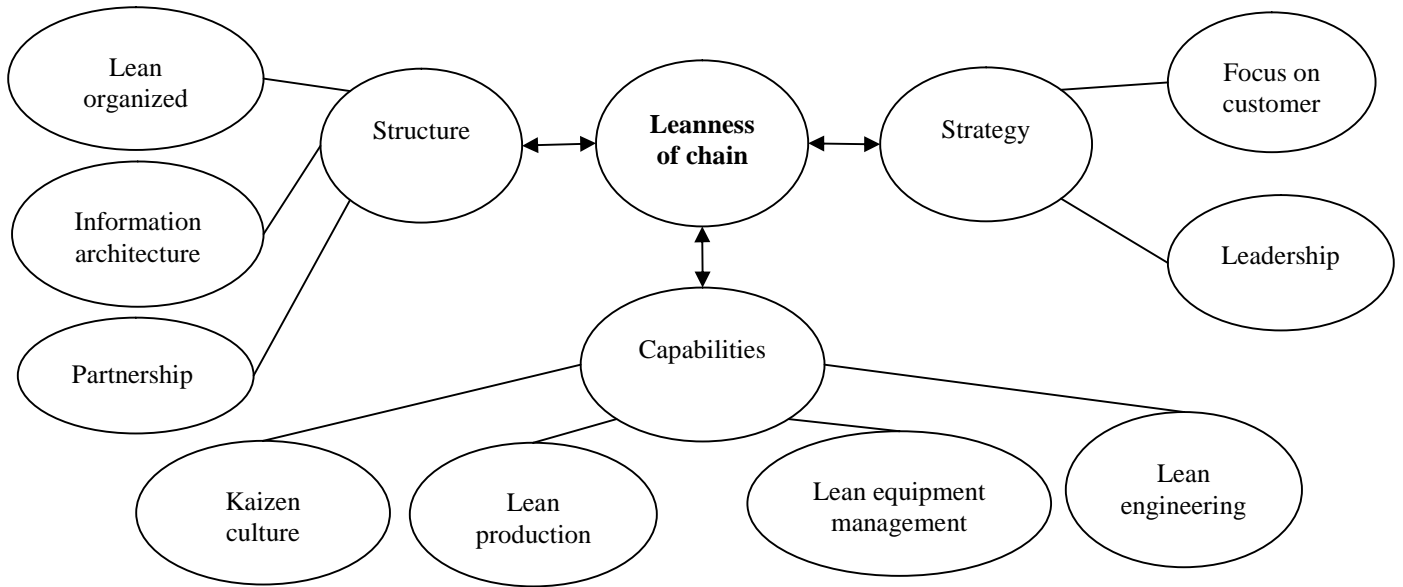 Lean
organized
Structure
Leanness
of chain
Strategy
Focus on
customer
Information
architecture
Leadership
Partnership
Capabilities
Kaizen
culture
Lean
production
Lean equipment
management
Lean
engineering